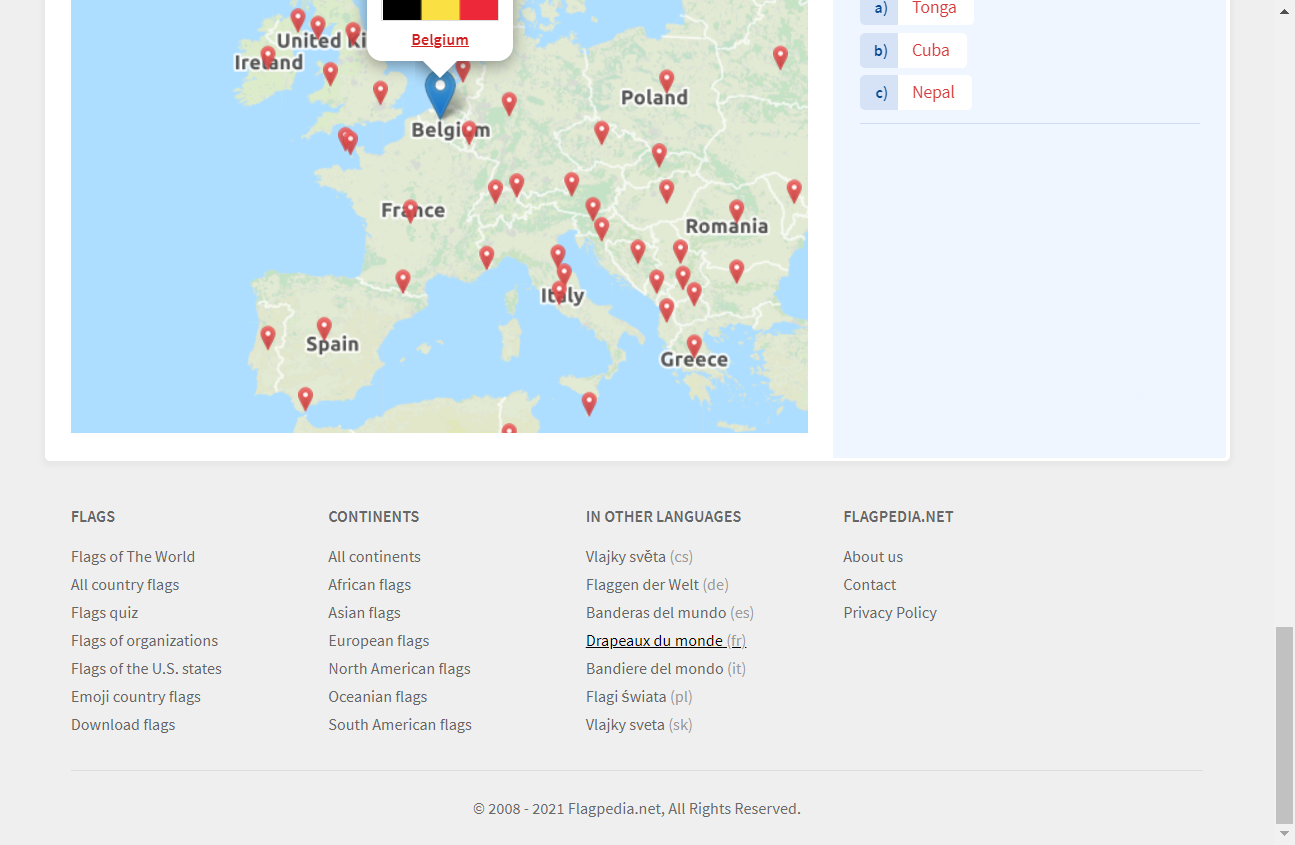 a) Tonga
b) Cuba
c) Nepal
Belgium
United Ki
Ireland
Poland
Belgium
France
Romania
Italy
Spain
Greece
FLAGS
Flags of The World
All country flags
Flags quiz
Flags of organizations
Flags of the U.S. states
Emoji country flags
Download flags
CONTINENTS
All continents
African flags
Asian flags
European flags
North American flags
Oceanian flags
South American flags
IN OTHER LANGUAGES
Vlajky světa (cs)
Flaggen der Welt (de)
Banderas del mundo (es)
Drapeaux du monde (fr)
Bandiere del mondo (it)
Flagi świata (pl)
Vlajky sveta (sk)
FLAGPEDIA.NET
About us
Contact
Privacy Policy
© 2008 - 2021 Flagpedia.net, All Rights Reserved.